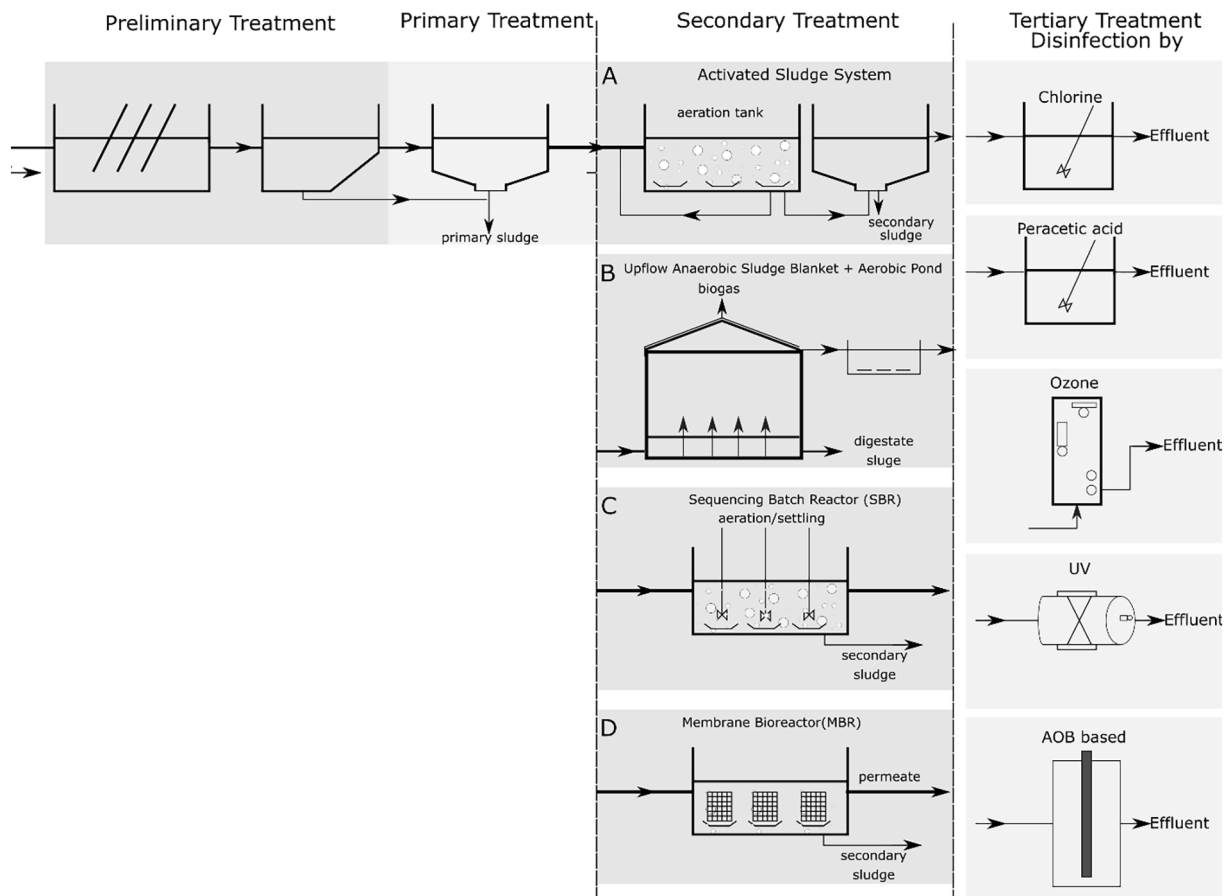 Preliminary Treatment
Primary Treatment
Secondary Treatment
Tertiary Treatment
Disinfection by
primary sludge
A
Activated Sludge System
aeration tank
secondary
sludge
B
Upflow Anaerobic Sludge Blanket + Aerobic Pond
biogas
digestate
sluge
C
Sequencing Batch Reactor (SBR)
aeration/settling
secondary
sludge
D
Membrane Bioreactor(MBR)
permeate
secondary
sludge
Chlorine
Effluent
Peracetic acid
Effluent
Ozone
Effluent
UV
Effluent
AOB based
Effluent